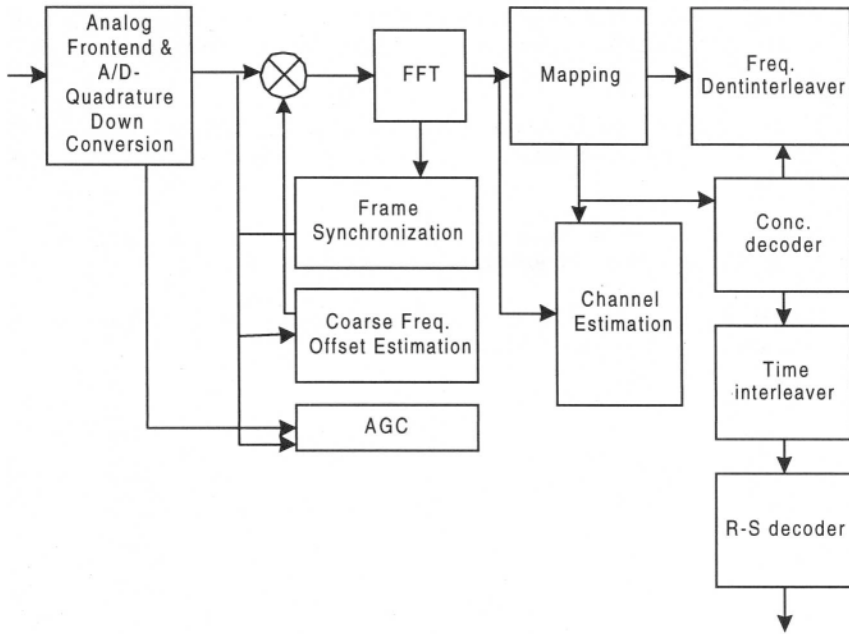 Analog
Frontend &
A/D-
Quadrature
Down
Conversion
FFT
Mapping
Freq.
Dentinterleaver
Frame
Synchronization
Conc.
decoder
Coarse Freq.
Offset Estimation
Channel
Estimation
Time
interleaver
AGC
R-S decoder